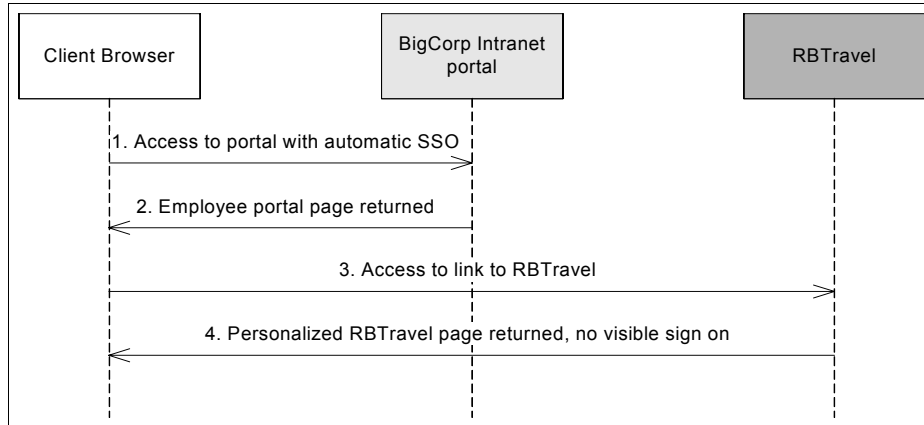 Client Browser
BigCorp Intranet
portal
RBTravel
1. Access to portal with automatic SSO
2. Employee portal page returned
3. Access to link to RBTravel
4. Personalized RBTravel page returned, no visible sign on